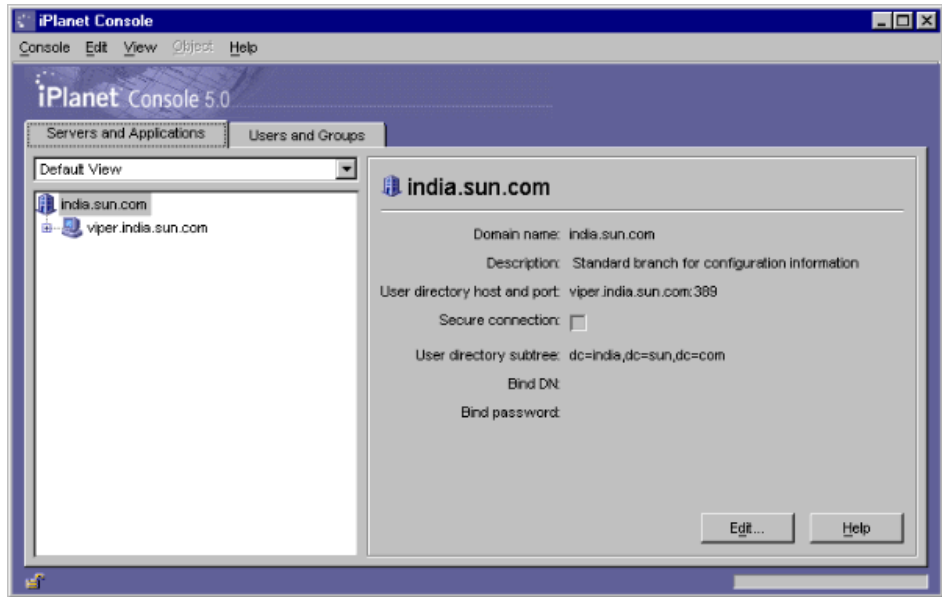 iPlanet Console
Console Edit View Object Help
iPlanet Console 5.0
Servers and Applications Users and Groups
Default View
india.sun.com
viper.india.sun.com
india.sun.com
Domain name: india.sun.com
Description: Standard branch for configuration information
User directory host and port: viper.india.sun.com:389
Secure connection:
User directory subtree: dc=india,dc=sun,dc=com
Bind DN:
Bind password:
Edit... Help